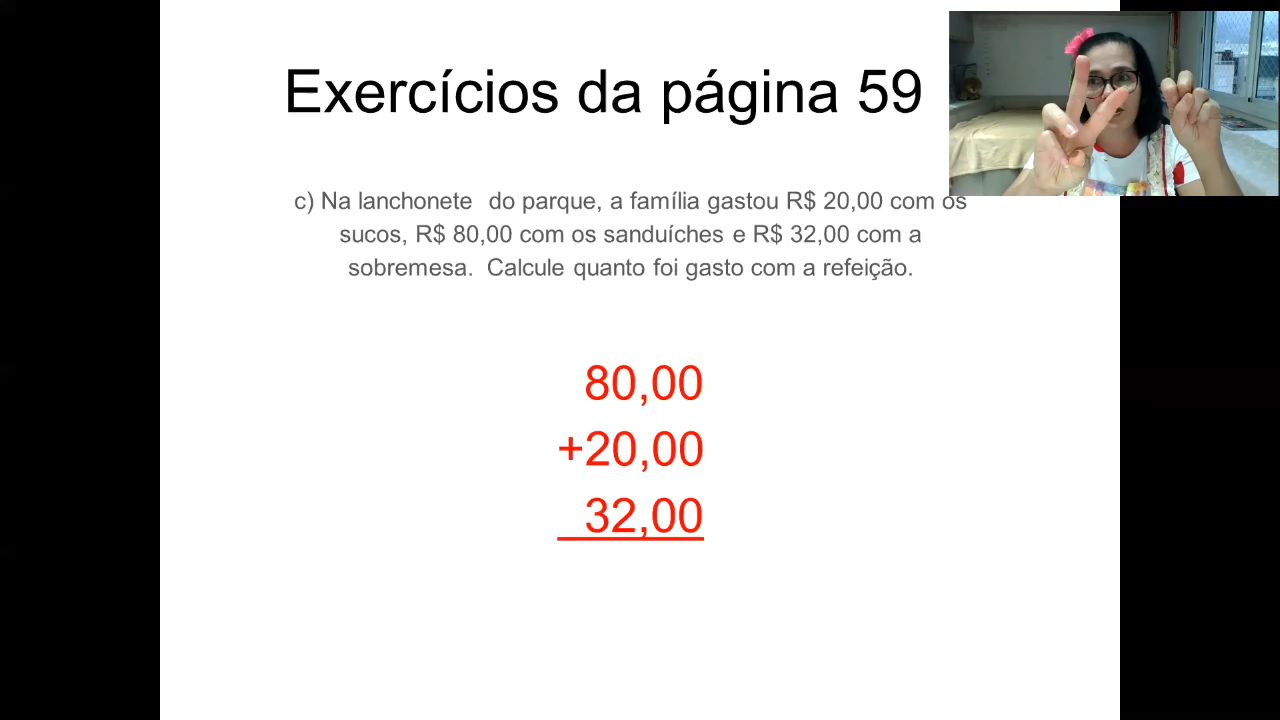 Exercícios da página 59
c) Na lanchonete do parque, a família gastou R$ 20,00 com os
sucos, R$ 80,00 com os sanduíches e R$ 32,00 com a
sobremesa. Calcule quanto foi gasto com a refeição.
80,00
+20,00
32,00